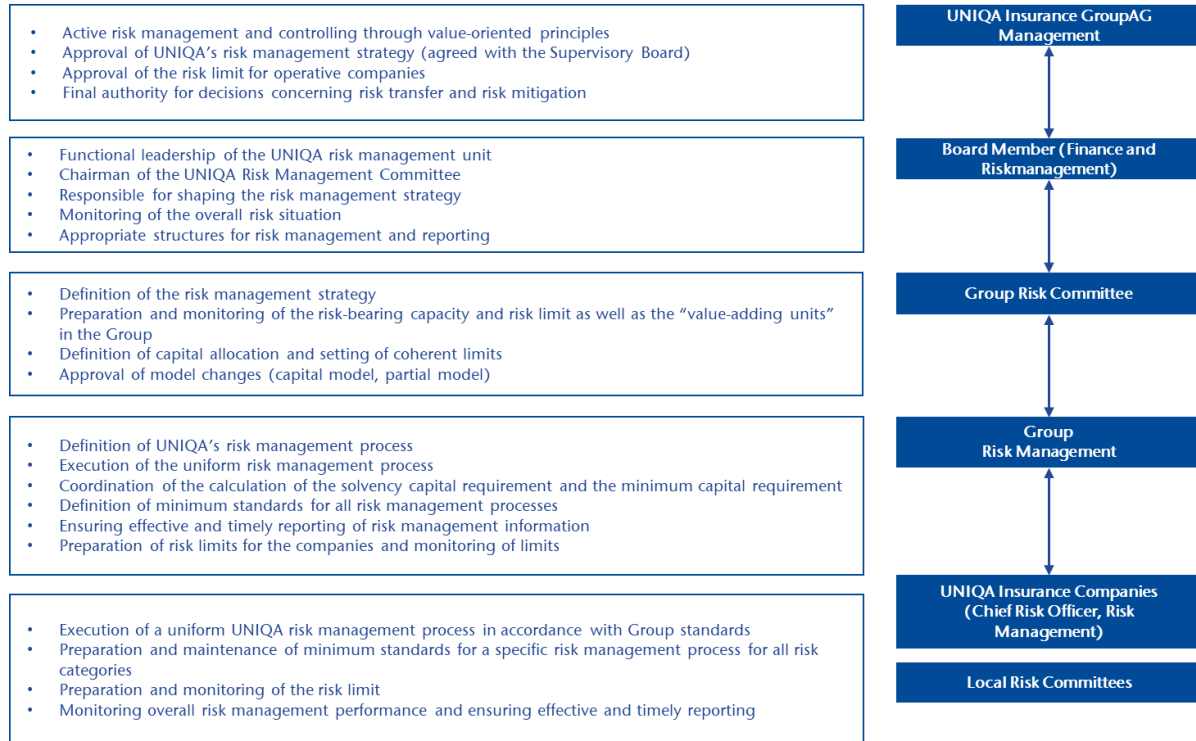 • Active risk management and controlling through value-oriented principles
• Approval of UNIQA's risk management strategy (agreed with the Supervisory Board)
• Approval of the risk limit for operative companies
• Final authority for decisions concerning risk transfer and risk mitigation
UNIQA Insurance GroupAG
Management
• Functional leadership of the UNIQA risk management unit
• Chairman of the UNIQA Risk Management Committee
• Responsible for shaping the risk management strategy
• Monitoring of the overall risk situation
• Appropriate structures for risk management and reporting
Board Member (Finance and
Riskmanagement)
• Definition of the risk management strategy
• Preparation and monitoring of the risk-bearing capacity and risk limit as well as the “value-adding units”
in the Group
• Definition of capital allocation and setting of coherent limits
• Approval of model changes (capital model, partial model)
Group Risk Committee
• Definition of UNIQA's risk management process
• Execution of the uniform risk management process
• Coordination of the calculation of the solvency capital requirement and the minimum capital requirement
• Definition of minimum standards for all risk management processes
• Ensuring effective and timely reporting of risk management information
• Preparation of risk limits for the companies and monitoring of limits
Group
Risk Management
• Execution of a uniform UNIQA risk management process in accordance with Group standards
• Preparation and maintenance of minimum standards for a specific risk management process for all risk
categories
• Preparation and monitoring of the risk limit
• Monitoring overall risk management performance and ensuring effective and timely reporting
UNIQA Insurance Companies
(Chief Risk Officer, Risk
Management)
Local Risk Committees